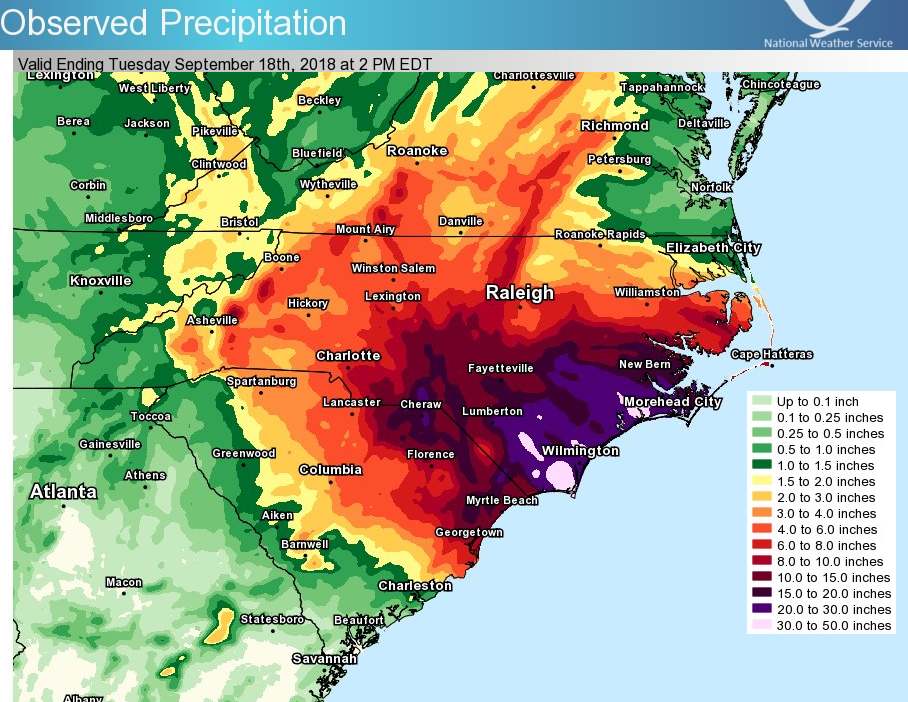 Observed Precipitation
National Weather Service
Valid Ending Tuesday September 18th, 2018 at 2 PM EDT
Lexington
Charlottesville
West Liberty
Tappahannock
Chincoteague
Beckley
Berea
Jackson
Pikeville
Richmond
Deltaville
Bluefield
Roanoke
Clintwood
Petersburg
Corbin
Wytheville
Norfolk
Middlesboro
Bristol
Mount Airy
Danville
Roanoke Rapids
Elizabeth City
Boone
Winston Salem
Knoxville
Hickory
Lexington
Raleigh
Williamston
Asheville
Charlotte
Cape Hatteras
Fayetteville
New Bern
Spartanburg
Lancaster
Cheraw
Lumberton
Morehead City
Toccoa
Gainesville
Greenwood
Florence
Wilmington
Athens
Columbia
Atlanta
Myrtle Beach
Aiken
Georgetown
Barnwell
Macon
Charleston
Statesboro
Beaufort
Savannah
Albany
Up to 0.1 inch
0.1 to 0.25 inches
0.25 to 0.5 inches
0.5 to 1.0 inches
1.0 to 1.5 inches
1.5 to 2.0 inches
2.0 to 3.0 inches
3.0 to 4.0 inches
4.0 to 6.0 inches
6.0 to 8.0 inches
8.0 to 10.0 inches
10.0 to 15.0 inches
15.0 to 20.0 inches
20.0 to 30.0 inches
30.0 to 50.0 inches